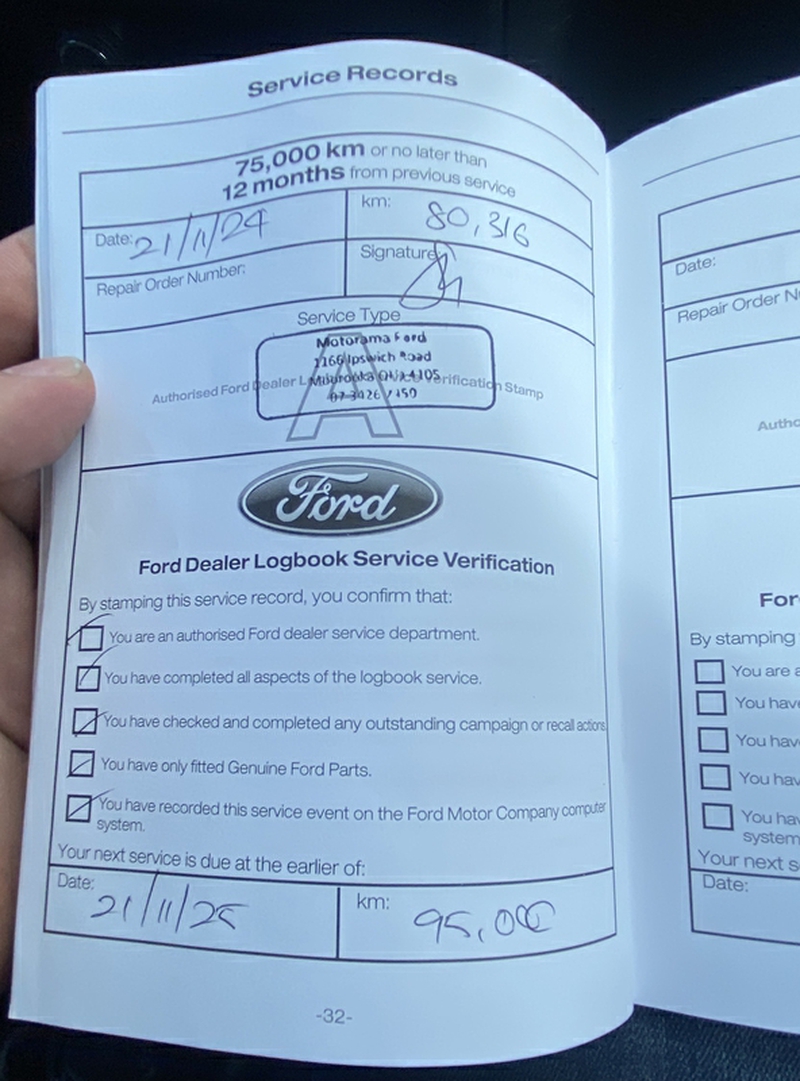 Service Records
75,000 km or no later than
12 months from previous service
Date: 21/11/24
km: 80,316
Repair Order Number:
Signature
Service Type
A
Motorama Ford
1166 Ipswich Road
4105
Authorised Ford Dealer Verification Stamp
07 3426
Ford
Ford Dealer Logbook Service Verification
By stamping this service record, you confirm that:
You are an authorised Ford dealer service department.
You have completed all aspects of the logbook service.
You have checked and completed any outstanding campaign or recall actions
You have only fitted Genuine Ford Parts.
You have recorded this service event on the Ford Motor Company computer
system.
Your next service is due at the earlier of:
Date: 21/11/25
km: 95,000
-32-
Date:
Repair Order
By stamping
You are
You
You
You
You
system
Your next
Date: